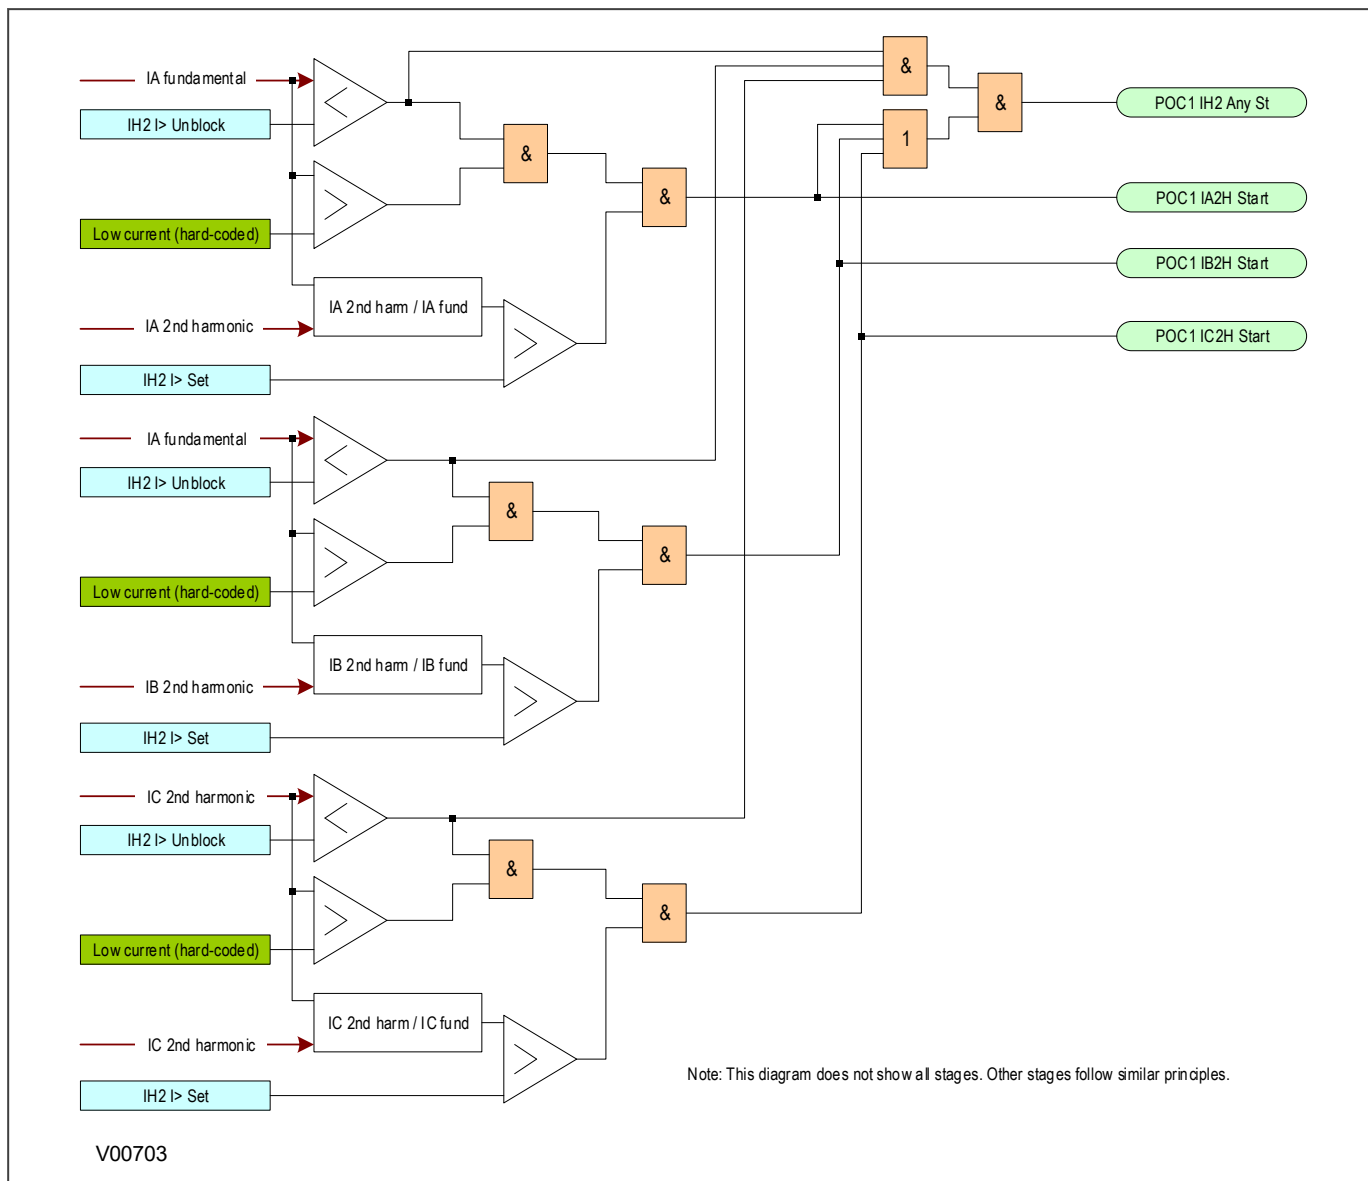 IA fundamental
IH2 I> Unblock
<
&
&
&
POC1 IH2 Any St
1
>
&
&
Low current (hard-coded)
POC1 IA2H Start
POC1 IB2H Start
IA 2nd harm / IA fund
IA 2nd harmonic
>
POC1 IC2H Start
IH2 I> Set
IA fundamental
IH2 I> Unblock
<
&
>
&
Low current (hard-coded)
IB 2nd harm / IB fund
IB 2nd harmonic
>
IH2 I> Set
IC 2nd harmonic
IH2 I> Unblock
<
&
>
&
Low current (hard-coded)
IC 2nd harm / IC fund
IC 2nd harmonic
>
IH2 I> Set
Note: This diagram does not show all stages. Other stages follow similar principles.
V00703